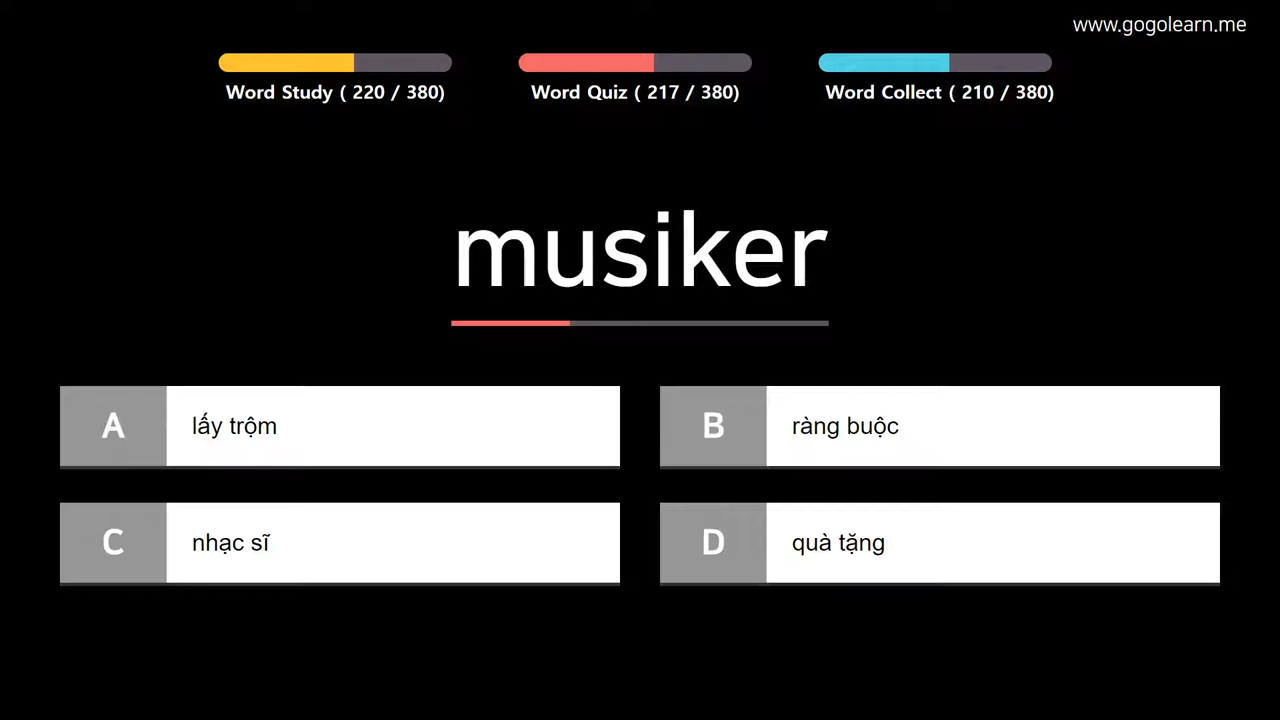 www.gogolearn.me
Word Study ( 220 / 380)
Word Quiz ( 217 / 380)
Word Collect ( 210 / 380)
musiker
A lấy trộm
B ràng buộc
C nhạc sĩ
D quà tặng